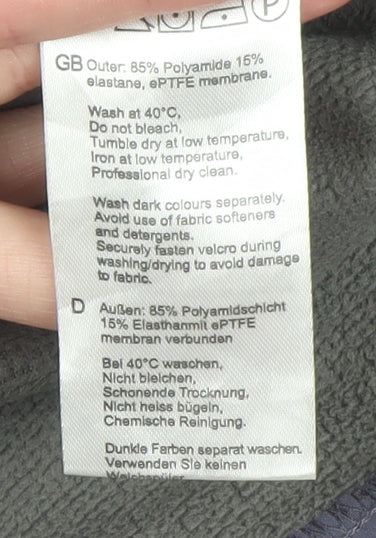 P
GB Outer: 85% Polyamide 15%
elastane, ePTFE membrane.
Wash at 40°C,
Do not bleach,
Tumble dry at low temperature,
Iron at low temperature,
Professional dry clean.
Wash dark colours separately.
Avoid use of fabric softeners
and detergents.
Securely fasten velcro during
washing/drying to avoid damage
to fabric.
D Außen: 85% Polyamidschicht
15% Elasthanmit ePTFE
membran verbunden
Bei 40°C waschen,
Nicht bleichen,
Schonende Trocknung,
Nicht heiss bügeln,
Chemische Reinigung.
Dunkle Farben separat waschen.
Verwenden Sie keinen
Weichspüler